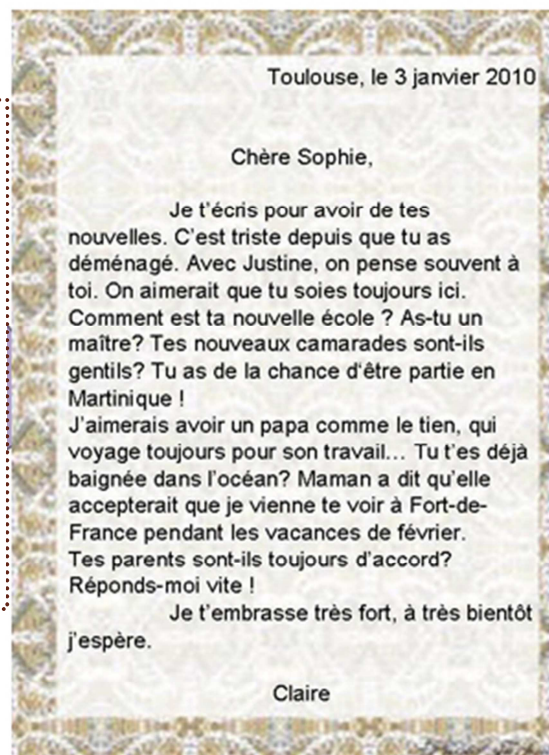 Toulouse, le 3 janvier 2010
Chère Sophie,
Je t'écris pour avoir de tes
nouvelles. C'est triste depuis que tu as
déménagé. Avec Justine, on pense souvent à
toi. On aimerait que tu soies toujours ici.
Comment est ta nouvelle école ? As-tu un
maître? Tes nouveaux camarades sont-ils
gentils? Tu as de la chance d'être partie en
Martinique !
J'aimerais avoir un papa comme le tien, qui
voyage toujours pour son travail... Tu t'es déjà
baignée dans l'océan? Maman a dit qu'elle
accepterait que je vienne te voir à Fort-de-
France pendant les vacances de février.
Tes parents sont-ils toujours d'accord?
Réponds-moi vite !
Je t'embrasse très fort, à très bientôt
j'espère.
Claire